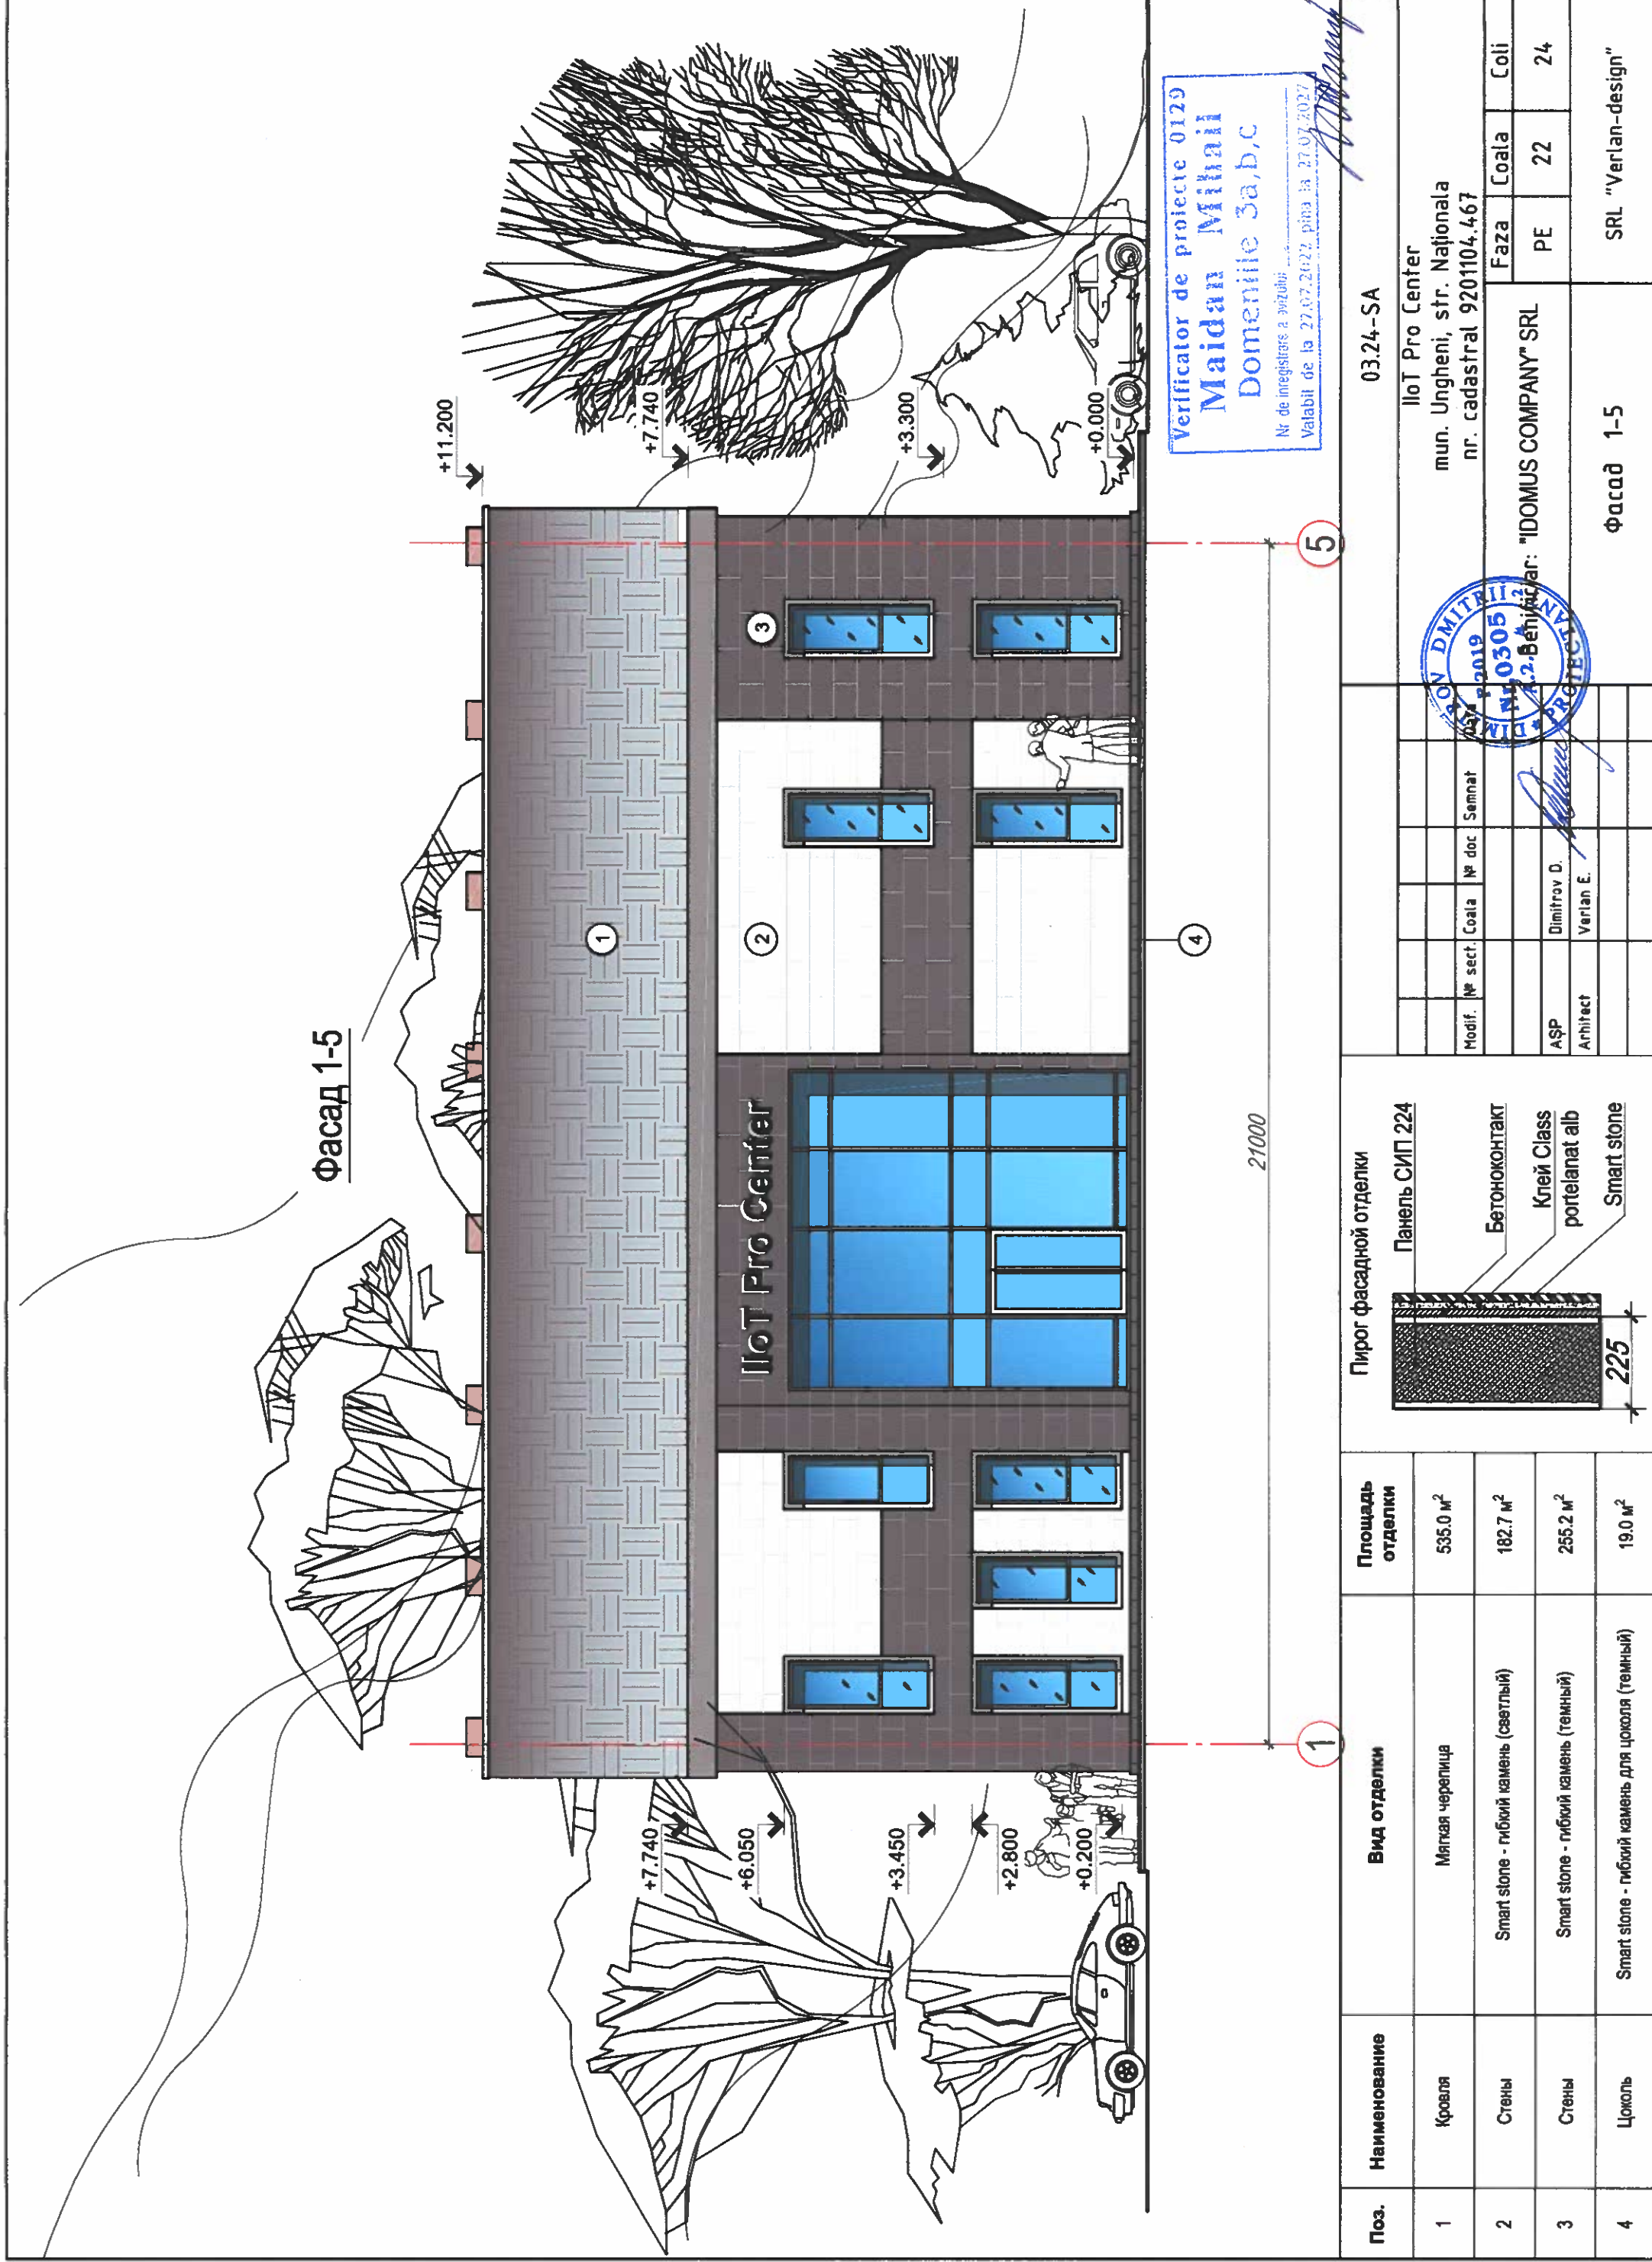 Фасад 1-5
+11.200
+7.740
+3.300
+0.000
+7.740
+6.050
+3.450
+2.800
+0.200
IIoT Pro Center
1
2
3
4
21000
1
5
Verificator de proiecte 0129
Maidan Mihail
Domeniile 3a,b,c
Nr de inregistrare a avizului
Valabil de la 27.07.2022 pina la 27.07.2027
Поз. Наименование Вид отделки Площадь отделки
1 Кровля Мягкая черепица 535.0 м²
2 Стены Smart stone - гибкий камень (светлый) 182.7 м²
3 Стены Smart stone - гибкий камень (темный) 255.2 м²
4 Цоколь Smart stone - гибкий камень для цоколя (темный) 19.0 м²
Пирог фасадной отделки
Панель СИП 224
Бетоноконтакт
Клей Class
portelanat alb
Smart stone
225
03.24-SA
IIoT Pro Center
mun. Ungheni, str. Naționala
nr. cadastral 9201104.467
Modif. № sect. Coala № doc Semnat Data
AȘP Dimitrov D.
Arhitect Verlan E.
Benificiar: "IDOMUS COMPANY" SRL
Faza Coala Coli
PE 22 24
Фасад 1-5
SRL "Verlan-design"
DMITRII
2019
Nr. 0305
PROIECTANT